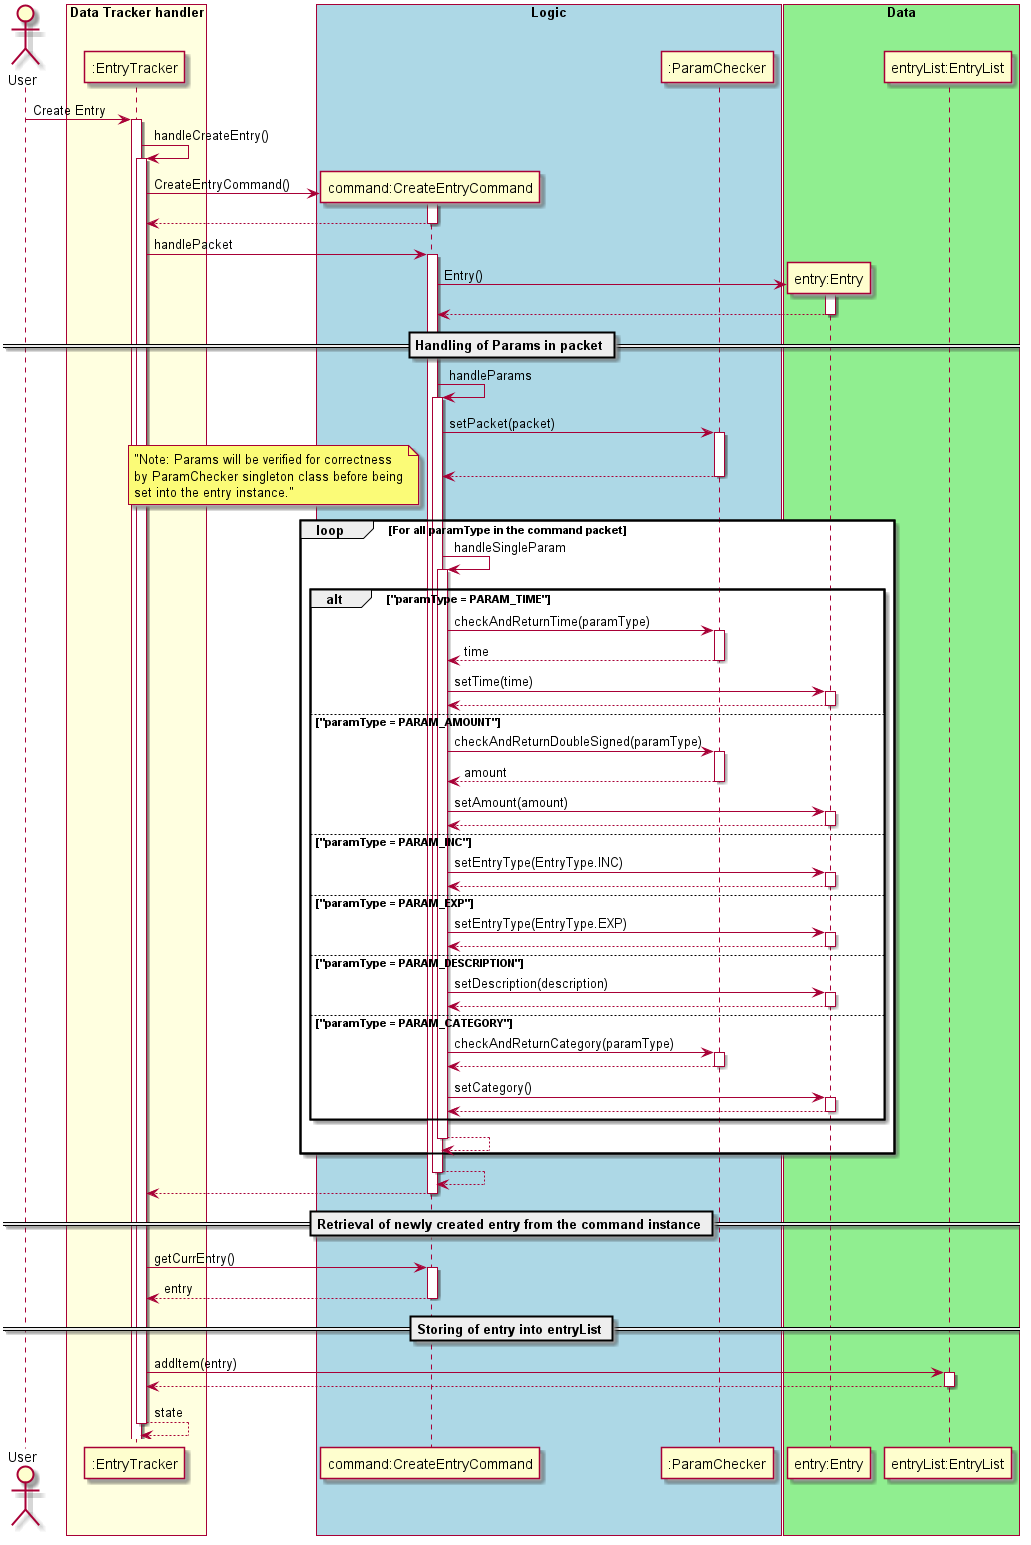 Data Tracker handler
Logic
Data
User
:EntryTracker
:ParamChecker
entryList:EntryList
Create Entry
handleCreateEntry()
CreateEntryCommand()
command:CreateEntryCommand
handlePacket
Entry()
entry:Entry
Handling of Params in packet
handleParams
setPacket(packet)
"Note: Params will be verified for correctness
by ParamChecker singleton class before being
set into the entry instance."
loop
[For all paramType in the command packet]
handleSingleParam
alt
["paramType = PARAM_TIME"]
checkAndReturnTime(paramType)
time
setTime(time)
["paramType = PARAM_AMOUNT"]
checkAndReturnDoubleSigned(paramType)
amount
setAmount(amount)
["paramType = PARAM_INC"]
setEntryType(EntryType.INC)
["paramType = PARAM_EXP"]
setEntryType(EntryType.EXP)
["paramType = PARAM_DESCRIPTION"]
setDescription(description)
["paramType = PARAM_CATEGORY"]
checkAndReturnCategory(paramType)
setCategory()
Retrieval of newly created entry from the command instance
getCurrEntry()
entry
Storing of entry into entryList
addItem(entry)
state
User
:EntryTracker
command:CreateEntryCommand
:ParamChecker
entry:Entry
entryList:EntryList